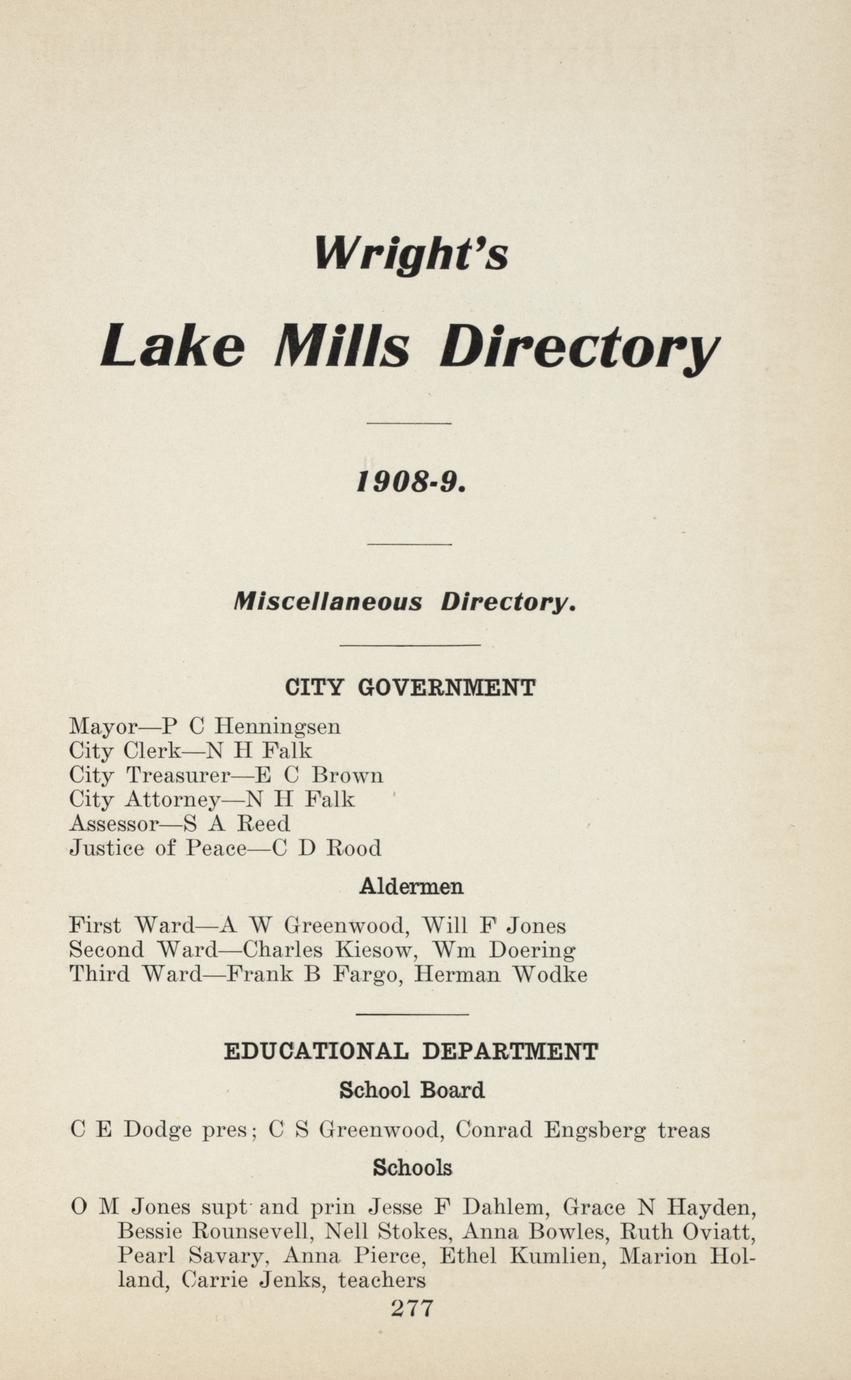 Wright's
Lake Mills Directory
1908-9.
Miscellaneous Directory.
CITY GOVERNMENT
Mayor—P C Henningsen
City Clerk—N H Falk
City Treasurer—E C Brown
City Attorney—N H Falk
Assessor—S A Reed
Justice of Peace—C D Rood
Aldermen
First Ward—A W Greenwood, Will F Jones
Second Ward—Charles Kiesow, Wm Doering
Third Ward—Frank B Fargo, Herman Wodke
EDUCATIONAL DEPARTMENT
School Board
C E Dodge pres; C S Greenwood, Conrad Engsberg treas
Schools
O M Jones supt and prin Jesse F Dahlem, Grace N Hayden,
Bessie Rounsevell, Nell Stokes, Anna Bowles, Ruth Oviatt,
Pearl Savary, Anna Pierce, Ethel Kumlien, Marion Hol-
land, Carrie Jenks, teachers
277